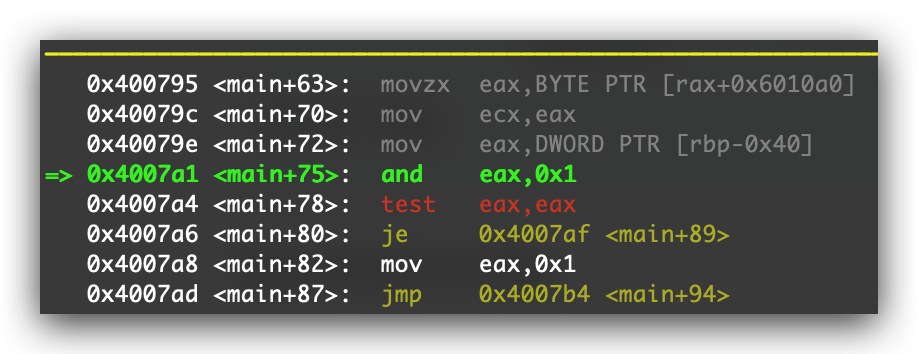 0x400795 <main+63>: movzx eax,BYTE PTR [rax+0x6010a0]
0x40079c <main+70>: mov ecx,eax
0x40079e <main+72>: mov eax,DWORD PTR [rbp-0x40]
=> 0x4007a1 <main+75>: and eax,0x1
0x4007a4 <main+78>: test eax,eax
0x4007a6 <main+80>: je 0x4007af <main+89>
0x4007a8 <main+82>: mov eax,0x1
0x4007ad <main+87>: jmp 0x4007b4 <main+94>